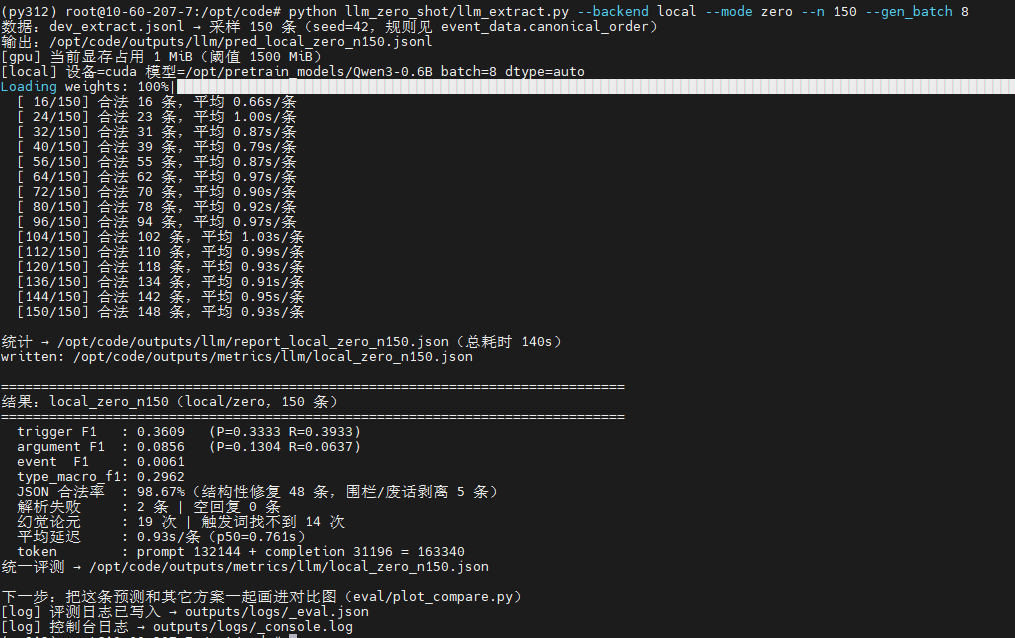 (py312) root@10-60-207-7:/opt/code# python llm_zero_shot/llm_extract.py --backend local --mode zero --n 150 --gen_batch 8
数据：dev_extract.jsonl → 采样 150 条（seed=42，规则见 event_data.canonical_order）
输出：/opt/code/outputs/llm/pred_local_zero_n150.jsonl
[gpu] 当前显存占用 1 MiB（阈值 1500 MiB）
[local] 设备=cuda 模型=/opt/pretrain_models/Qwen3-0.6B batch=8 dtype=auto
Loading weights: 100%|
[ 16/150] 合法 16 条，平均 0.66s/条
[ 24/150] 合法 23 条，平均 1.00s/条
[ 32/150] 合法 31 条，平均 0.87s/条
[ 40/150] 合法 39 条，平均 0.79s/条
[ 56/150] 合法 55 条，平均 0.87s/条
[ 64/150] 合法 62 条，平均 0.97s/条
[ 72/150] 合法 70 条，平均 0.90s/条
[ 80/150] 合法 78 条，平均 0.92s/条
[ 96/150] 合法 94 条，平均 0.97s/条
[104/150] 合法 102 条，平均 1.03s/条
[112/150] 合法 110 条，平均 0.99s/条
[120/150] 合法 118 条，平均 0.93s/条
[136/150] 合法 134 条，平均 0.91s/条
[144/150] 合法 142 条，平均 0.95s/条
[150/150] 合法 148 条，平均 0.93s/条
统计 → /opt/code/outputs/llm/report_local_zero_n150.json（总耗时 140s）
written: /opt/code/outputs/metrics/llm/local_zero_n150.json
==============================================================================
结果：local_zero_n150（local/zero，150 条）
==============================================================================
trigger F1 : 0.3609 (P=0.3333 R=0.3933)
argument F1 : 0.0856 (P=0.1304 R=0.0637)
event F1 : 0.0061
type_macro_f1: 0.2962
JSON 合法率 : 98.67%（结构性修复 48 条，围栏/废话剥离 5 条）
解析失败 : 2 条 | 空回复 0 条
幻觉论元 : 19 次 | 触发词找不到 14 次
平均延迟 : 0.93s/条（p50=0.761s）
token : prompt 132144 + completion 31196 = 163340
统一评测 → /opt/code/outputs/metrics/llm/local_zero_n150.json
下一步：把这条预测和其它方案一起画进对比图（eval/plot_compare.py）
[log] 评测日志已写入 → outputs/logs/_eval.json
[log] 控制台日志 → outputs/logs/_console.log